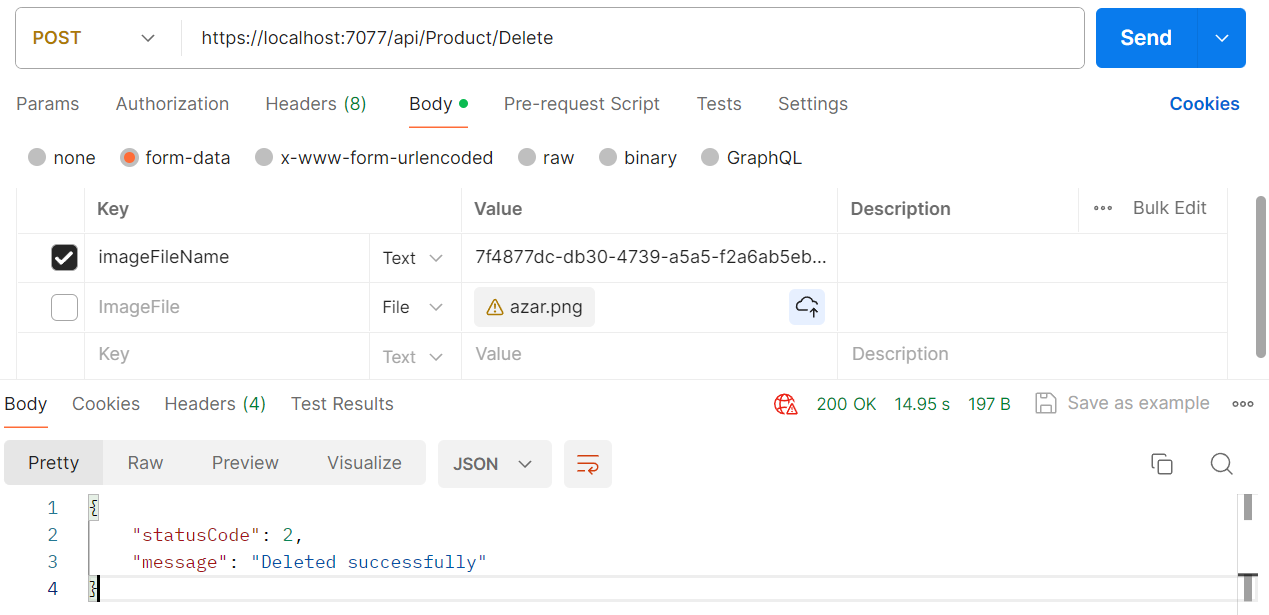 POST https://localhost:7077/api/Product/Delete Send
Params Authorization Headers (8) Body Pre-request Script Tests Settings Cookies
none form-data x-www-form-urlencoded raw binary GraphQL
Key Value Description Bulk Edit
imageFileName Text 7f4877dc-db30-4739-a5a5-f2a6ab5eb...
ImageFile File azar.png
Key Text Value Description
Body Cookies Headers (4) Test Results 200 OK 14.95 s 197 B Save as example
Pretty Raw Preview Visualize JSON
1 {
2 "statusCode": 2,
3 "message": "Deleted successfully"
4 }